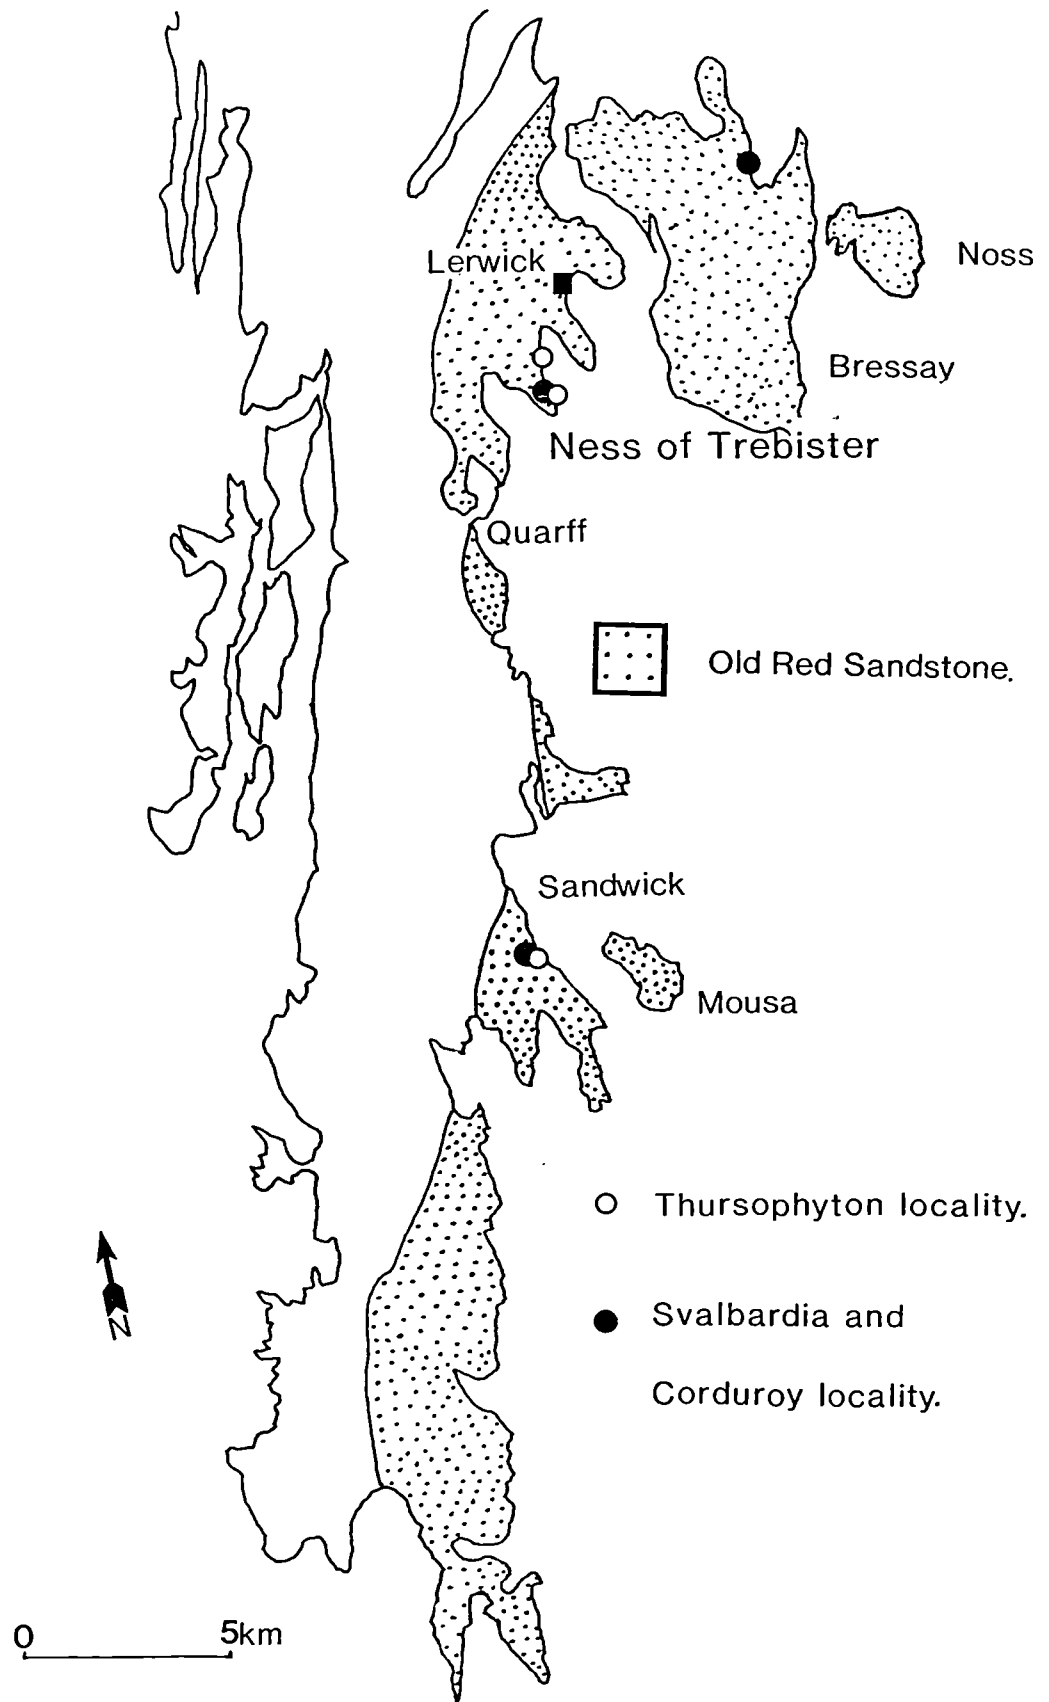 Lerwick
Noss
Bressay
Ness of Trebister
Quarff
Old Red Sandstone.
Sandwick
Mousa
Thursophyton locality.
Svalbardia and
Corduroy locality.
N
0 5km